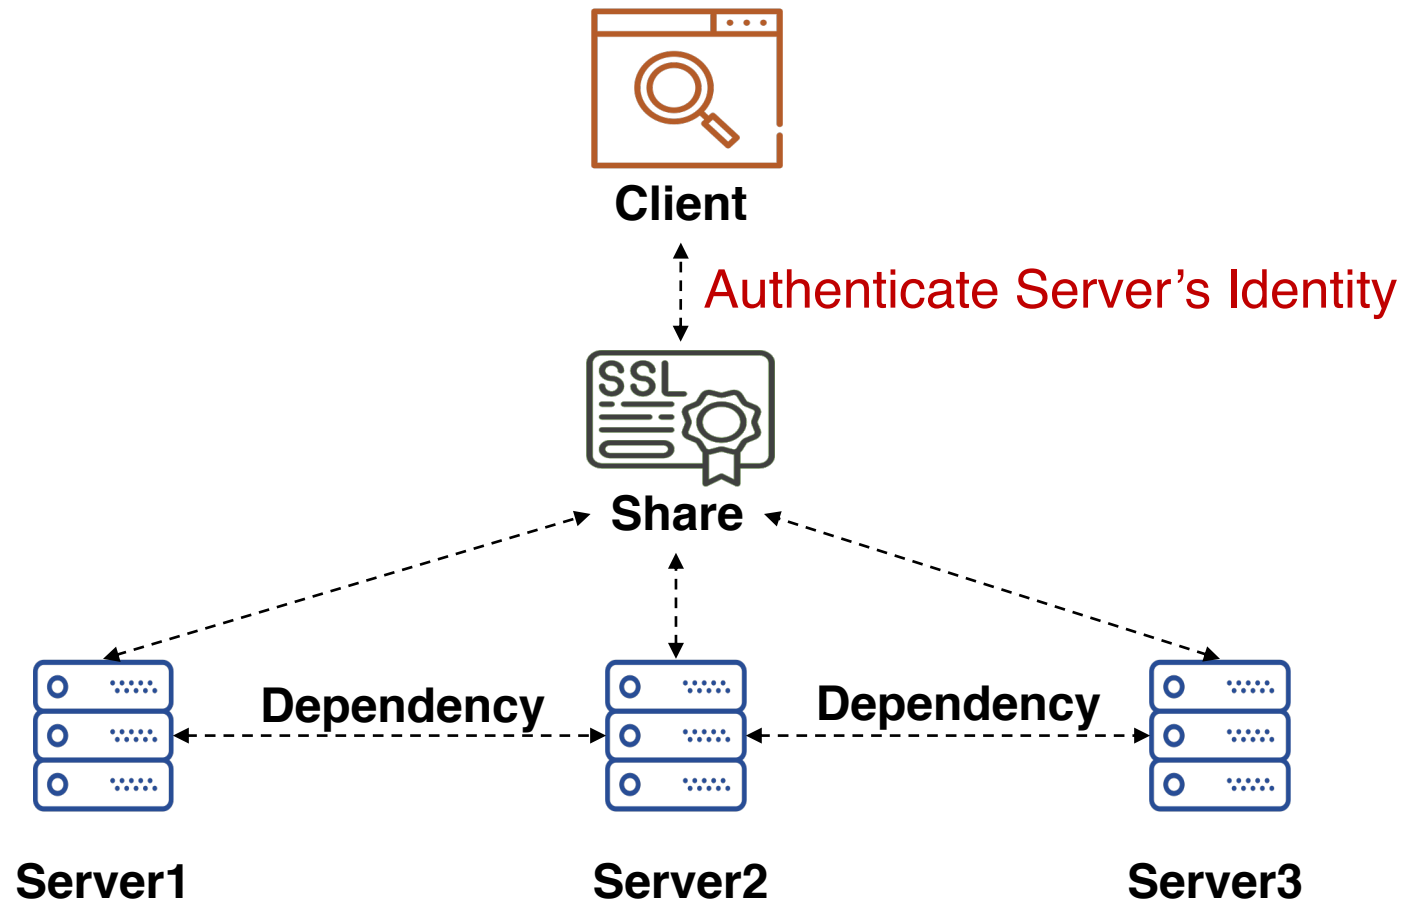 Client
Authenticate Server's Identity
SSL
Share
Dependency
Dependency
Server1
Server2
Server3